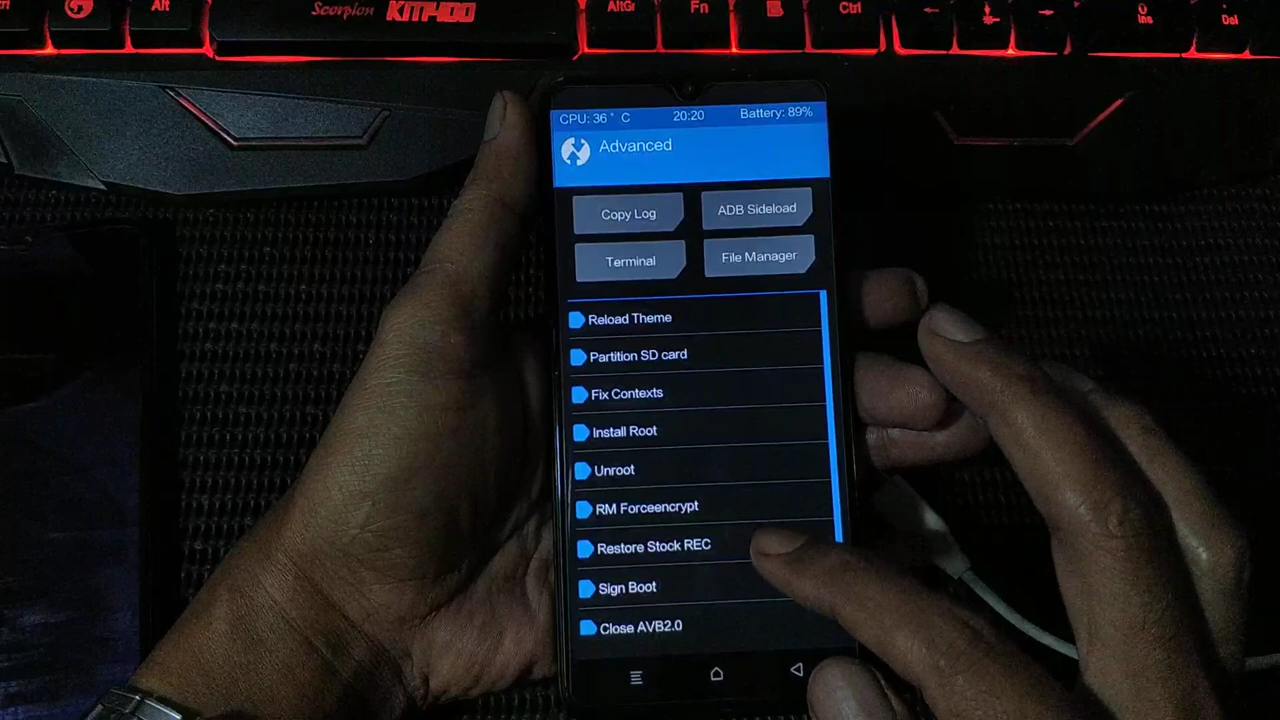 Alt
Scorpion KM400
AltGr
Fn
Ctrl
Ins
Del
CPU: 36° C 20:20 Battery: 89%
Advanced
Copy Log
ADB Sideload
Terminal
File Manager
Reload Theme
Partition SD card
Fix Contexts
Install Root
Unroot
RM Forceencrypt
Restore Stock REC
Sign Boot
Close AVB2.0